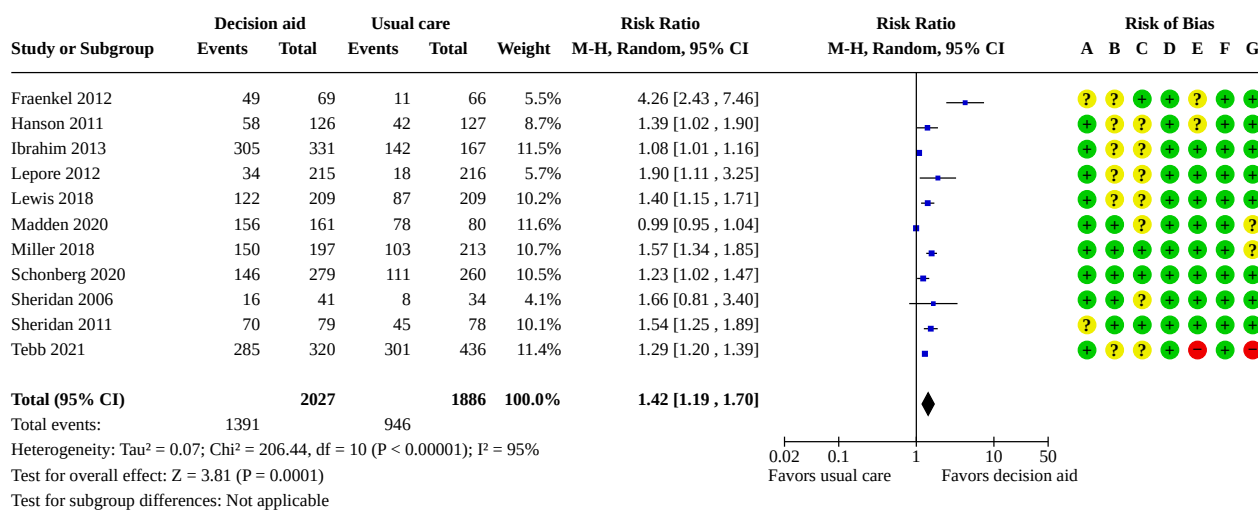 Decision aid Usual care Risk Ratio Risk Ratio Risk of Bias
Study or Subgroup Events Total Events Total Weight M-H, Random, 95% CI M-H, Random, 95% CI A B C D E F G
Fraenkel 2012 49 69 11 66 5.5% 4.26 [2.43 , 7.46] ? ? + + ? + +
Hanson 2011 58 126 42 127 8.7% 1.39 [1.02 , 1.90] + ? ? + ? + +
Ibrahim 2013 305 331 142 167 11.5% 1.08 [1.01 , 1.16] + ? ? + + + +
Lepore 2012 34 215 18 216 5.7% 1.90 [1.11 , 3.25] + ? ? + + + +
Lewis 2018 122 209 87 209 10.2% 1.40 [1.15 , 1.71] + ? ? + + + +
Madden 2020 156 161 78 80 11.6% 0.99 [0.95 , 1.04] + + ? + + + ?
Miller 2018 150 197 103 213 10.7% 1.57 [1.34 , 1.85] + + + + + + ?
Schonberg 2020 146 279 111 260 10.5% 1.23 [1.02 , 1.47] + + + + + + +
Sheridan 2006 16 41 8 34 4.1% 1.66 [0.81 , 3.40] + + ? + + + +
Sheridan 2011 70 79 45 78 10.1% 1.54 [1.25 , 1.89] ? + + + + + +
Tebb 2021 285 320 301 436 11.4% 1.29 [1.20 , 1.39] + ? ? + − + −
Total (95% CI) 2027 1886 100.0% 1.42 [1.19 , 1.70]
Total events: 1391 946
Heterogeneity: Tau² = 0.07; Chi² = 206.44, df = 10 (P < 0.00001); I² = 95%
0.02 0.1 1 10 50
Test for overall effect: Z = 3.81 (P = 0.0001)
Favors usual care Favors decision aid
Test for subgroup differences: Not applicable